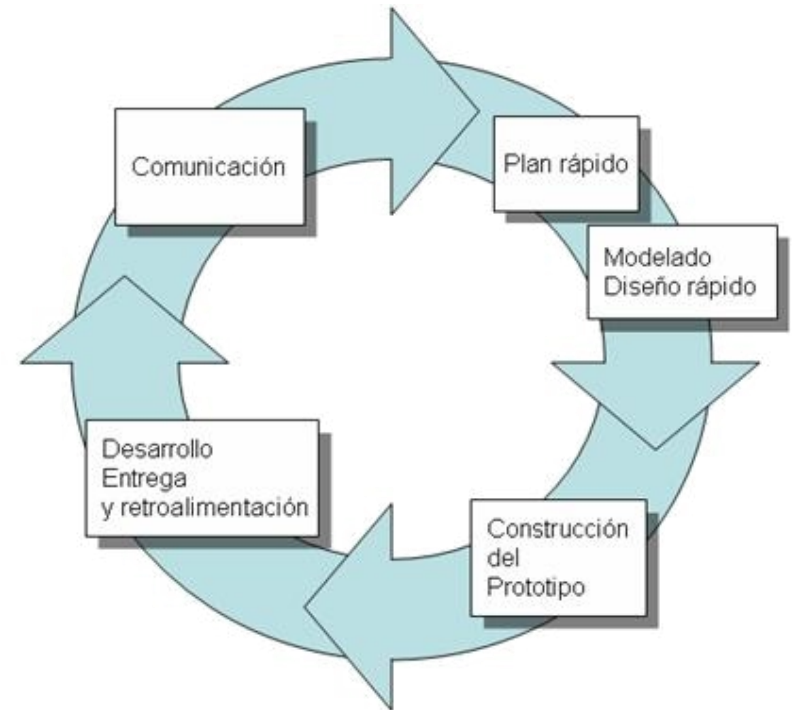 Comunicación
Plan rápido
Modelado
Diseño rápido
Construcción
del
Prototipo
Desarrollo
Entrega
y retroalimentación